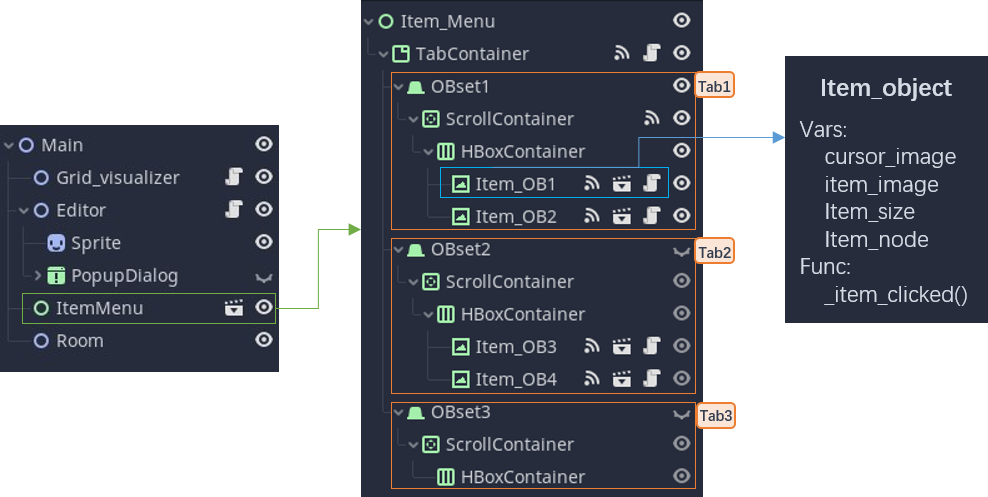 Main
Grid_visualizer
Editor
Sprite
PopupDialog
ItemMenu
Room
Item_Menu
TabContainer
OBset1
Tab1
ScrollContainer
HBoxContainer
Item_OB1
Item_OB2
OBset2
Tab2
ScrollContainer
HBoxContainer
Item_OB3
Item_OB4
OBset3
Tab3
ScrollContainer
HBoxContainer
Item_object
Vars:
cursor_image
item_image
Item_size
Item_node
Func:
_item_clicked()